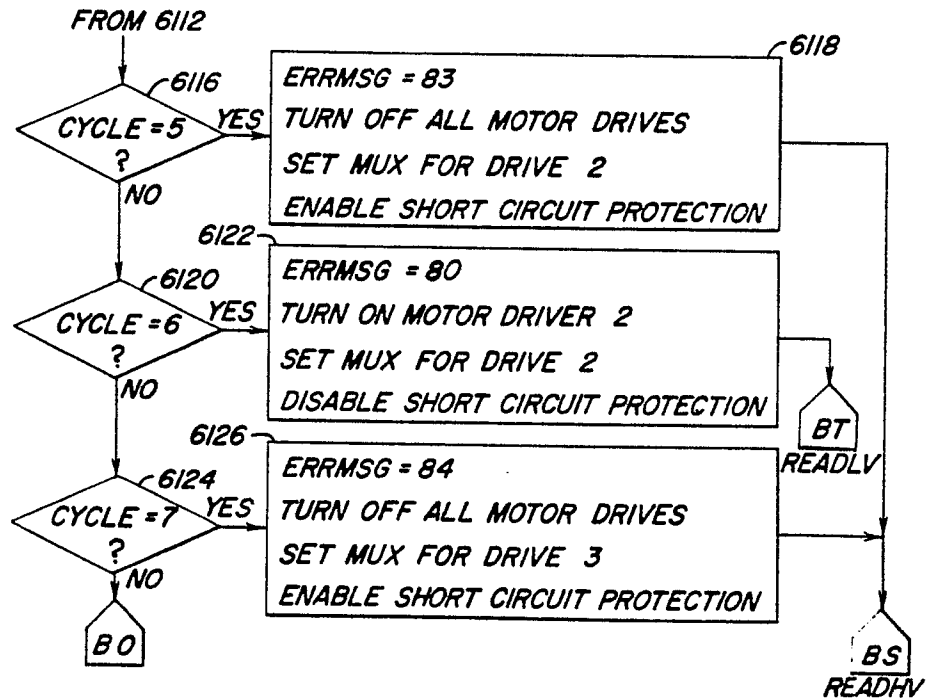 FROM 6112
6116
CYCLE = 5
?
YES
NO
6118
ERRMSG = 83
TURN OFF ALL MOTOR DRIVES
SET MUX FOR DRIVE 2
ENABLE SHORT CIRCUIT PROTECTION
6120
CYCLE = 6
?
YES
NO
6122
ERRMSG = 80
TURN ON MOTOR DRIVER 2
SET MUX FOR DRIVE 2
DISABLE SHORT CIRCUIT PROTECTION
BT
READLV
6124
CYCLE = 7
?
YES
NO
6126
ERRMSG = 84
TURN OFF ALL MOTOR DRIVES
SET MUX FOR DRIVE 3
ENABLE SHORT CIRCUIT PROTECTION
BO
BS
READHV